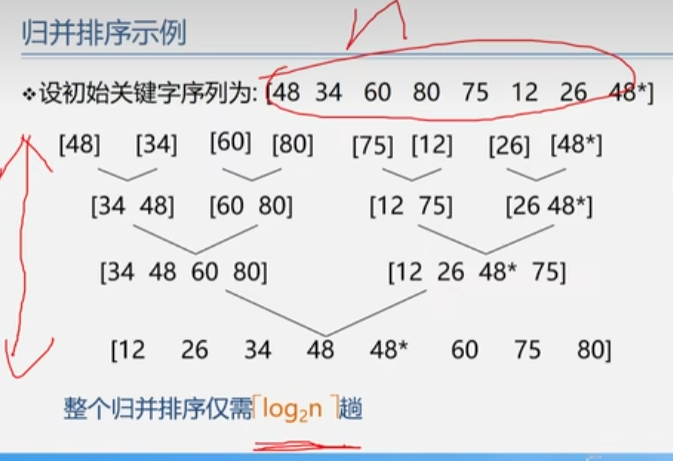 归并排序示例
❖设初始关键字序列为: [48 34 60 80 75 12 26 48*]
[48] [34] [60] [80] [75] [12] [26] [48*]
[34 48] [60 80] [12 75] [26 48*]
[34 48 60 80] [12 26 48* 75]
[12 26 34 48 48* 60 75 80]
整个归并排序仅需⌈log₂n⌉趟